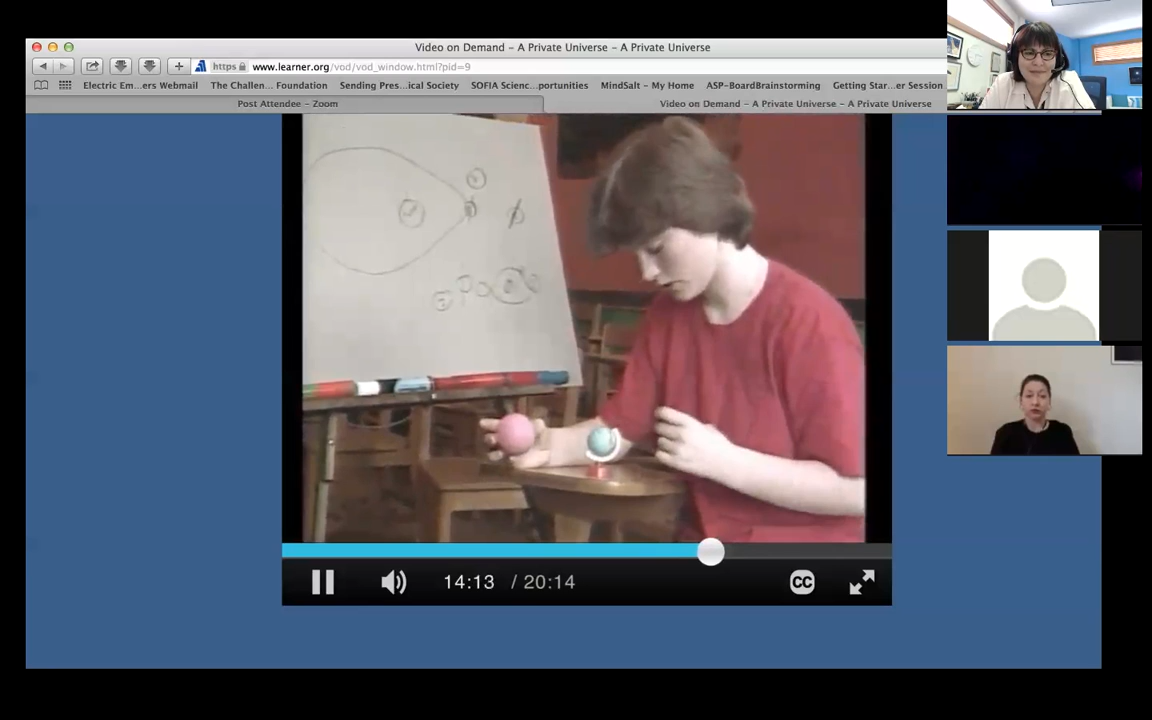 Video on Demand – A Private Universe – A Private Universe
https www.learner.org/vod/vod_window.html?pid=9
Electric Em...ers Webmail The Challen... Foundation Sending Pres...ical Society SOFIA Scienc...portunities MindSalt – My Home ASP-BoardBrainstorming Getting Star...er Session
Post Attendee – Zoom Video on Demand – A Private Universe – A Private Universe
14:13 / 20:14
CC